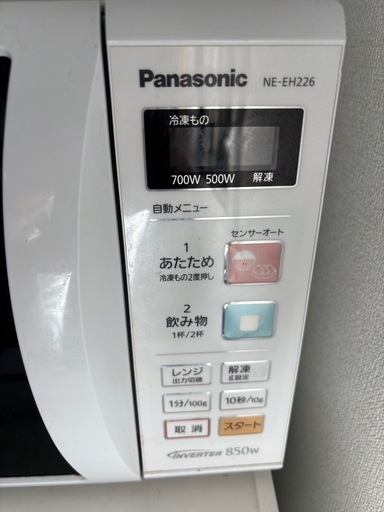 Panasonic NE-EH226
冷凍もの
700W 500W 解凍
自動メニュー
センサーオート
1
あたため
冷凍もの2度押し
2
飲み物
1杯/2杯
レンジ
出力切換
解凍
g設定
1分/100g
10秒/10g
取消
スタート
INVERTER 850W